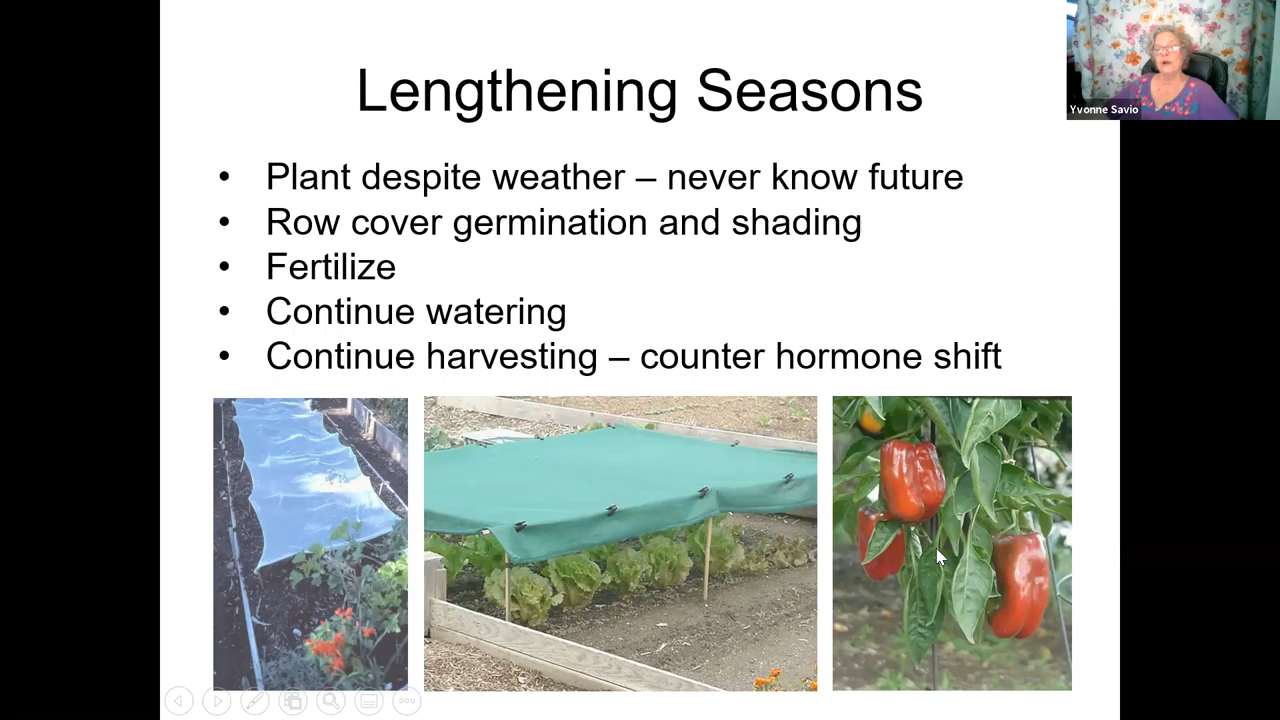 Lengthening Seasons
Yvonne Savio
• Plant despite weather – never know future
• Row cover germination and shading
• Fertilize
• Continue watering
• Continue harvesting – counter hormone shift